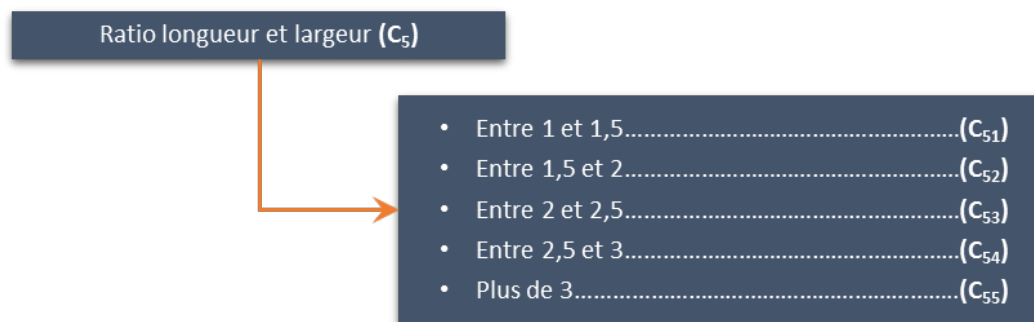 Ratio longueur et largeur (C₅)
• Entre 1 et 1,5......................................................(C₅₁)
• Entre 1,5 et 2......................................................(C₅₂)
• Entre 2 et 2,5......................................................(C₅₃)
• Entre 2,5 et 3......................................................(C₅₄)
• Plus de 3..............................................................(C₅₅)